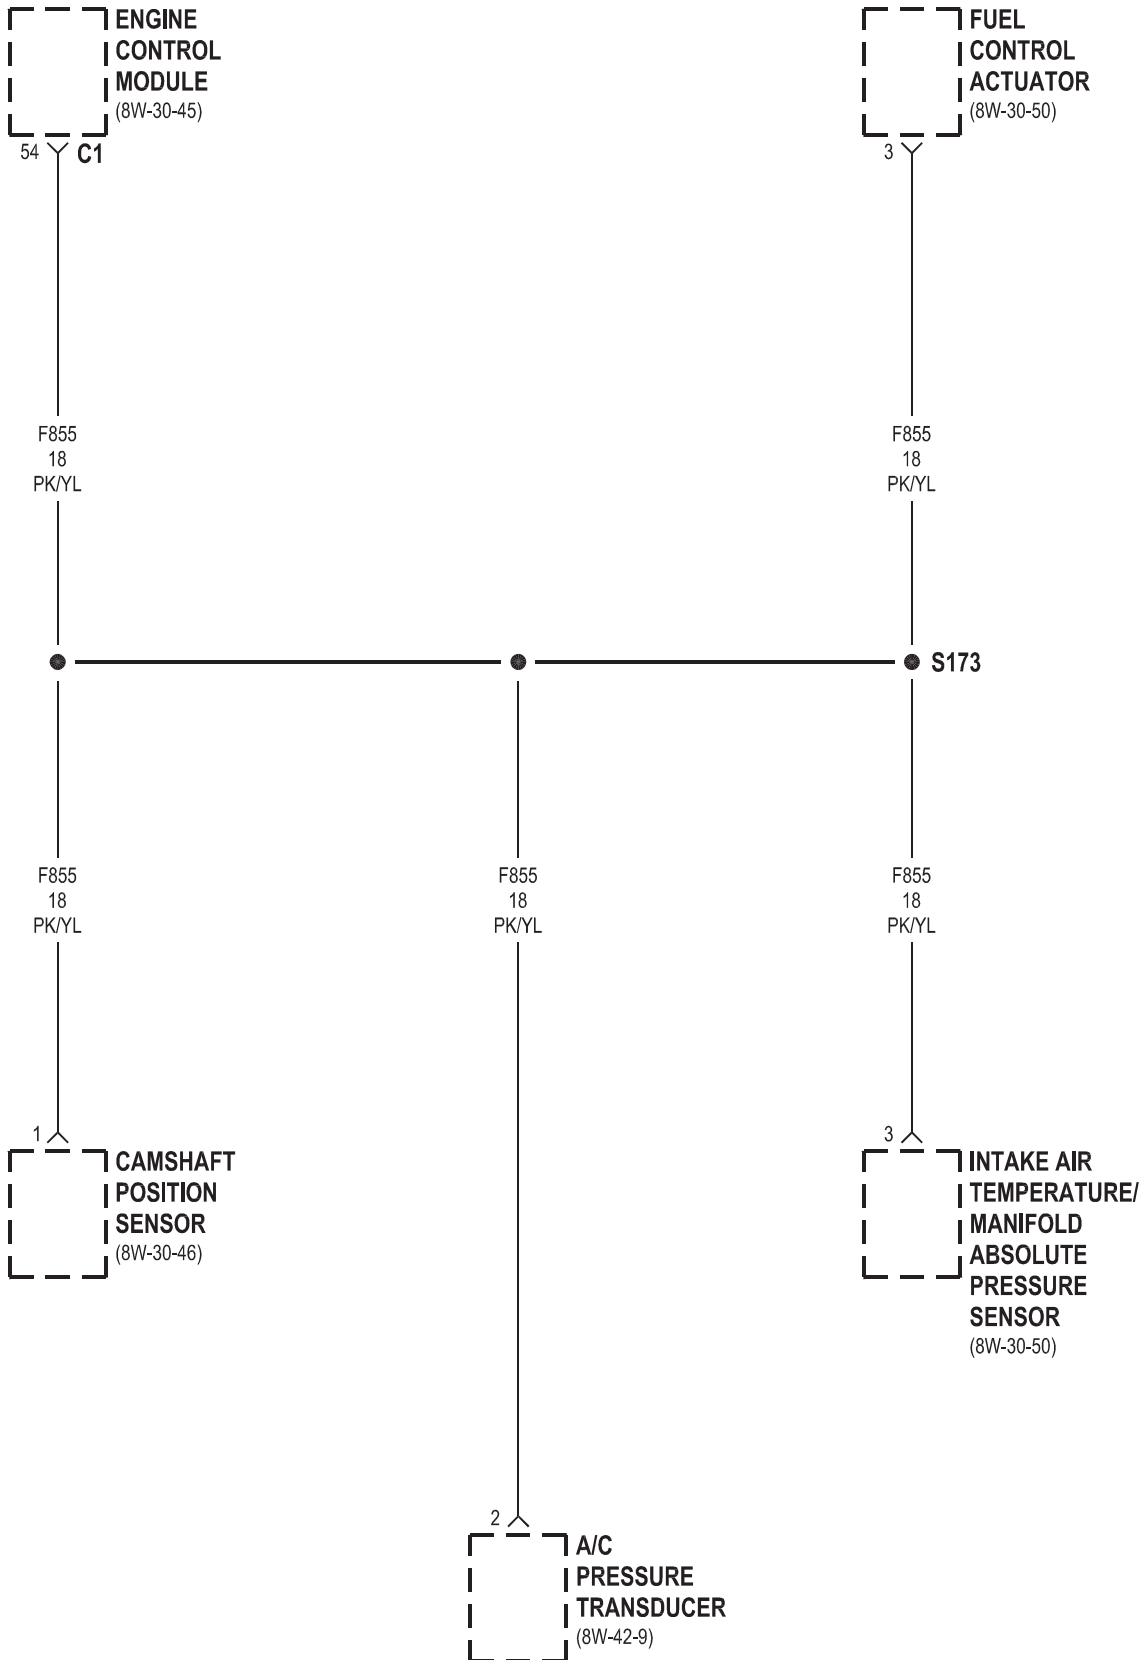 ENGINE
CONTROL
MODULE
(8W-30-45)
54
C1
FUEL
CONTROL
ACTUATOR
(8W-30-50)
3
F855
18
PK/YL
F855
18
PK/YL
S173
F855
18
PK/YL
F855
18
PK/YL
F855
18
PK/YL
1
CAMSHAFT
POSITION
SENSOR
(8W-30-46)
3
INTAKE AIR
TEMPERATURE/
MANIFOLD
ABSOLUTE
PRESSURE
SENSOR
(8W-30-50)
2
A/C
PRESSURE
TRANSDUCER
(8W-42-9)